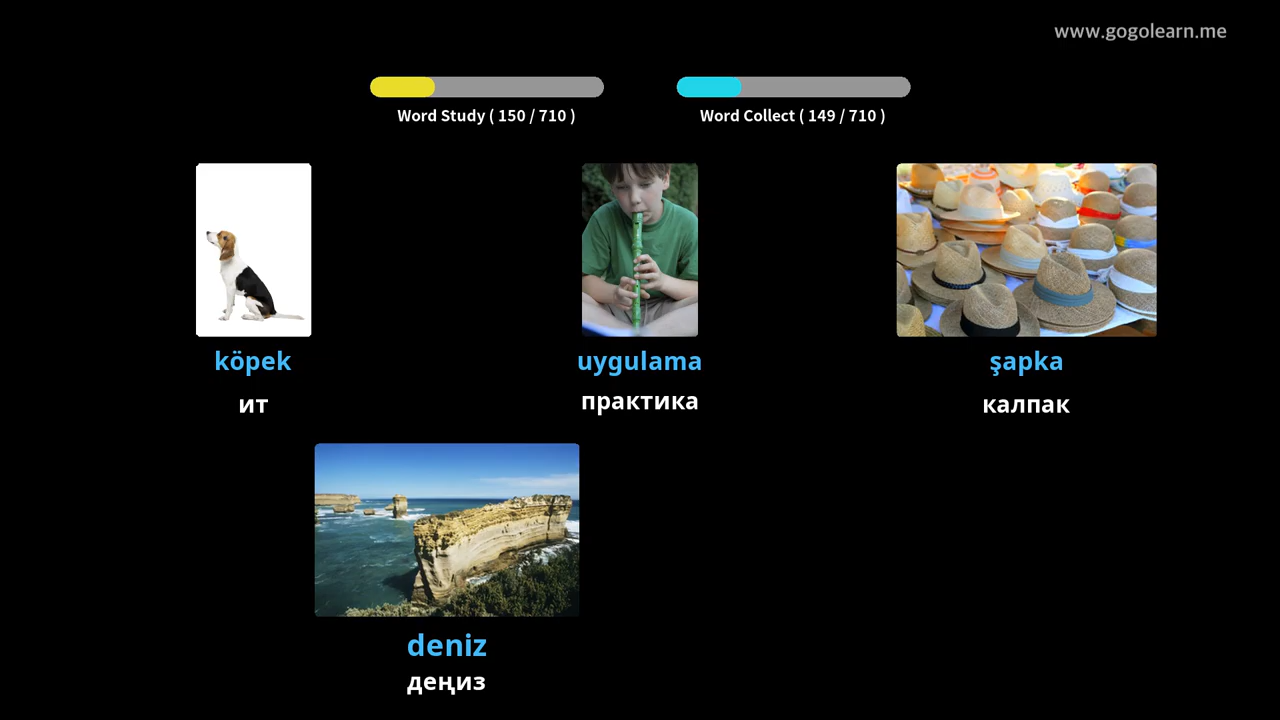 www.gogolearn.me
Word Study ( 150 / 710 )
Word Collect ( 149 / 710 )
köpek
uygulama
şapka
ит
практика
калпак
deniz
деңиз